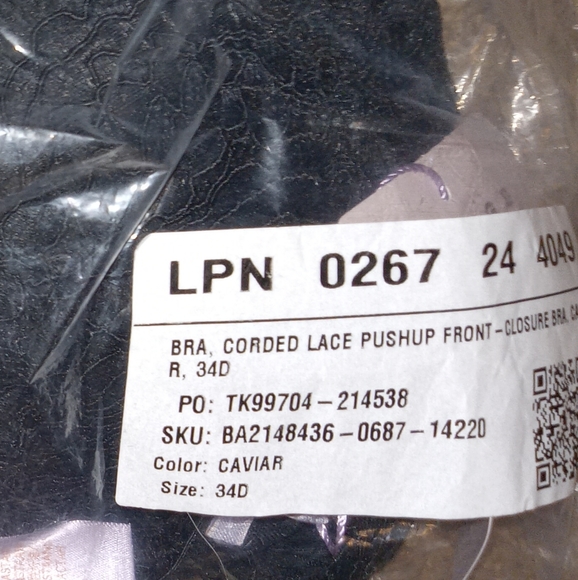 LPN 0267 24 4049
BRA, CORDED LACE PUSHUP FRONT-CLOSURE BRA, CA
R, 34D
PO: TK99704-214538
SKU: BA2148436-0687-14220
Color: CAVIAR
Size: 34D